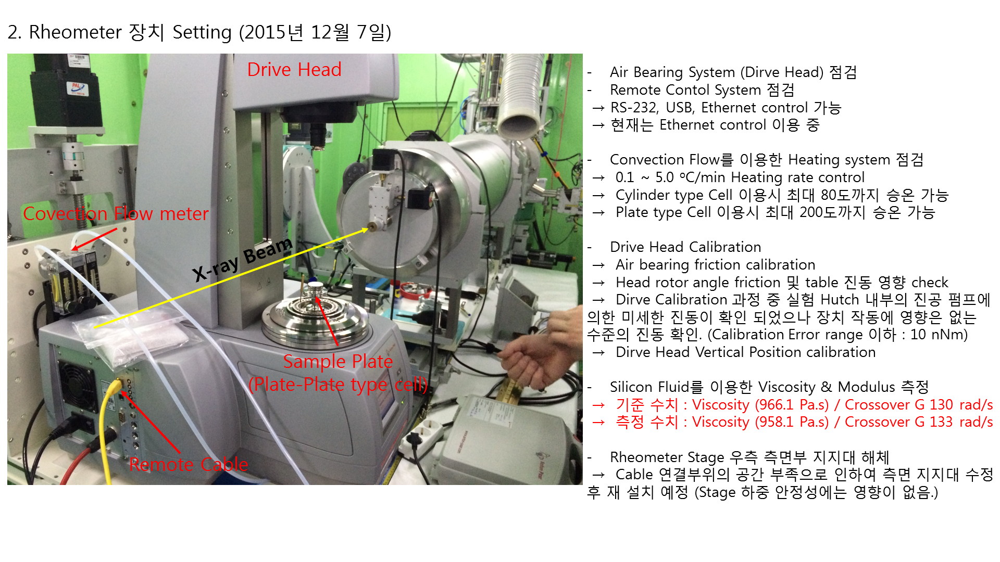 2. Rheometer 장치 Setting (2015년 12월 7일)
Drive Head
PAL
Covection Flow meter
X-ray Beam
Sample Plate
(Plate-Plate type cell)
Remote Cable
Anton Paar
- Air Bearing System (Dirve Head) 점검
- Remote Contol System 점검
→ RS-232, USB, Ethernet control 가능
→ 현재는 Ethernet control 이용 중
- Convection Flow를 이용한 Heating system 점검
→ 0.1 ~ 5.0 ºC/min Heating rate control
→ Cylinder type Cell 이용시 최대 80도까지 승온 가능
→ Plate type Cell 이용시 최대 200도까지 승온 가능
- Drive Head Calibration
→ Air bearing friction calibration
→ Head rotor angle friction 및 table 진동 영향 check
→ Dirve Calibration 과정 중 실험 Hutch 내부의 진공 펌프에
의한 미세한 진동이 확인 되었으나 장치 작동에 영향은 없는
수준의 진동 확인. (Calibration Error range 이하 : 10 nNm)
→ Dirve Head Vertical Position calibration
- Silicon Fluid를 이용한 Viscosity & Modulus 측정
→ 기준 수치 : Viscosity (966.1 Pa.s) / Crossover G 130 rad/s
→ 측정 수치 : Viscosity (958.1 Pa.s) / Crossover G 133 rad/s
- Rheometer Stage 우측 측면부 지지대 해체
→ Cable 연결부위의 공간 부족으로 인하여 측면 지지대 수정
후 재 설치 예정 (Stage 하중 안정성에는 영향이 없음.)